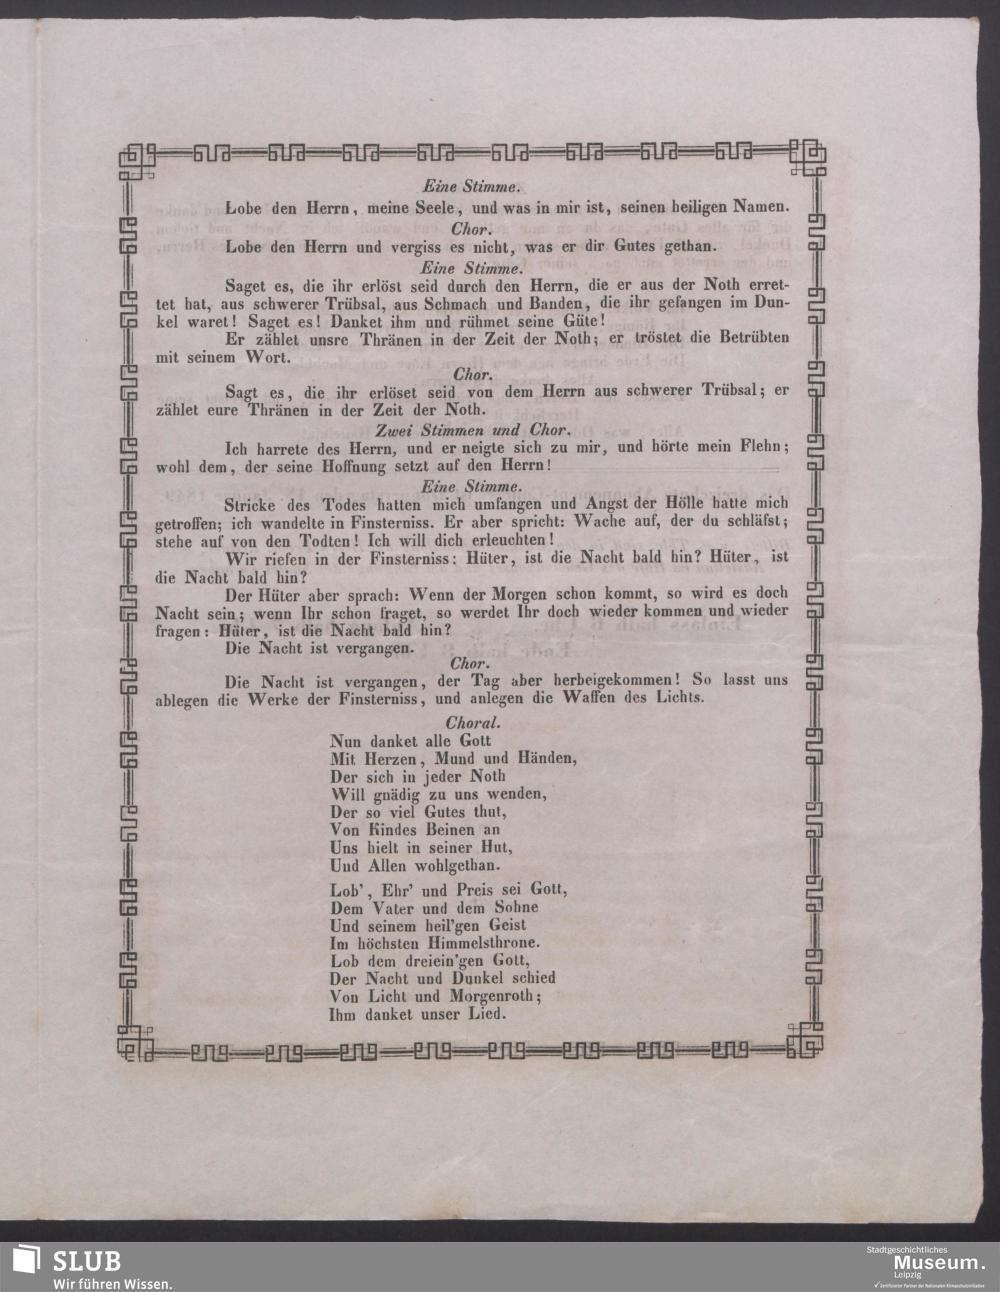 Eine Stimme.
Lobe den Herrn, meine Seele, und was in mir ist, seinen heiligen Namen.
Chor.
Lobe den Herrn und vergiss es nicht, was er dir Gutes gethan.
Eine Stimme.
Saget es, die ihr erlöst seid durch den Herrn, die er aus der Noth erret-
tet hat, aus schwerer Trübsal, aus Schmach und Banden, die ihr gefangen im Dun-
kel waret! Saget es! Danket ihm und rühmet seine Güte!
Er zählet unsre Thränen in der Zeit der Noth; er tröstet die Betrübten
mit seinem Wort.
Chor.
Sagt es, die ihr erlöset seid von dem Herrn aus schwerer Trübsal; er
zählet eure Thränen in der Zeit der Noth.
Zwei Stimmen und Chor.
Ich harrete des Herrn, und er neigte sich zu mir, und hörte mein Flehn;
wohl dem, der seine Hoffnung setzt auf den Herrn!
Eine Stimme.
Stricke des Todes hatten mich umfangen und Angst der Hölle hatte mich
getroffen; ich wandelte in Finsterniss. Er aber spricht: Wache auf, der du schläfst;
stehe auf von den Todten! Ich will dich erleuchten!
Wir riefen in der Finsterniss: Hüter, ist die Nacht bald hin? Hüter, ist
die Nacht bald hin?
Der Hüter aber sprach: Wenn der Morgen schon kommt, so wird es doch
Nacht sein; wenn Ihr schon fraget, so werdet Ihr doch wieder kommen und wieder
fragen: Hüter, ist die Nacht bald hin?
Die Nacht ist vergangen.
Chor.
Die Nacht ist vergangen, der Tag aber herbeigekommen! So lasst uns
ablegen die Werke der Finsterniss, und anlegen die Waffen des Lichts.
Choral.
Nun danket alle Gott
Mit Herzen, Mund und Händen,
Der sich in jeder Noth
Will gnädig zu uns wenden,
Der so viel Gutes thut,
Von Kindes Beinen an
Uns hielt in seiner Hut,
Und Allen wohlgethan.
Lob', Ehr' und Preis sei Gott,
Dem Vater und dem Sohne
Und seinem heil'gen Geist
Im höchsten Himmelsthrone.
Lob dem dreiein'gen Gott,
Der Nacht und Dunkel schied
Von Licht und Morgenroth;
Ihm danket unser Lied.
SLUB
Wir führen Wissen.
Stadtgeschichtliches
Museum.
Leipzig
Zertifizierter Partner der Nationalen Klimaschutzinitiative